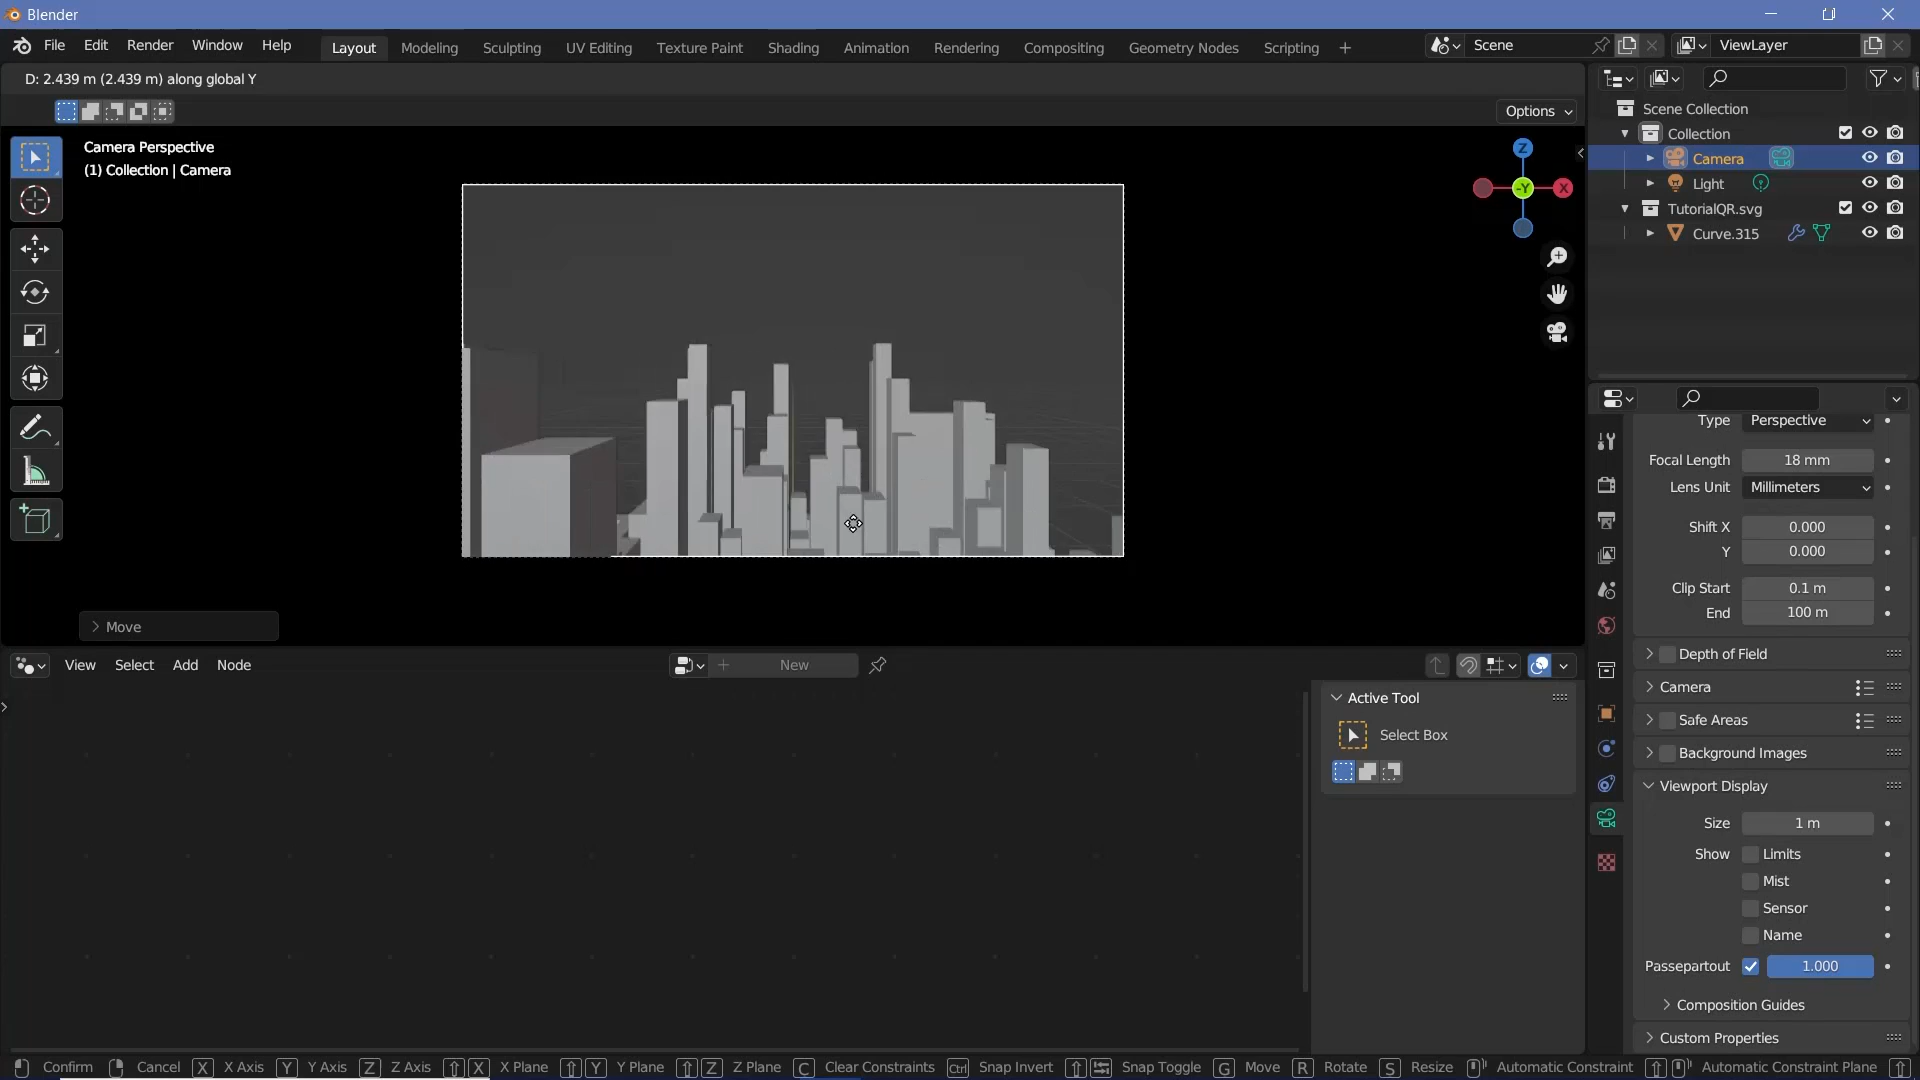 Blender
File Edit Render Window Help
Layout Modeling Sculpting UV Editing Texture Paint Shading Animation Rendering Compositing Geometry Nodes Scripting +
Scene
ViewLayer
D: 2.439 m (2.439 m) along global Y
Options
Camera Perspective
(1) Collection | Camera
Z
-Y
X
Move
Scene Collection
Collection
Camera
Light
TutorialQR.svg
Curve.315
Type Perspective
Focal Length 18 mm
Lens Unit Millimeters
Shift X 0.000
Y 0.000
Clip Start 0.1 m
End 100 m
Depth of Field
Camera
Safe Areas
Background Images
Viewport Display
Size 1 m
Show Limits
Mist
Sensor
Name
Passepartout 1.000
Composition Guides
Custom Properties
View Select Add Node
New
Active Tool
Select Box
Confirm Cancel X X Axis Y Y Axis Z Z Axis X X Plane Y Y Plane Z Z Plane C Clear Constraints Ctrl Snap Invert Snap Toggle G Move R Rotate S Resize Automatic Constraint Automatic Constraint Plane